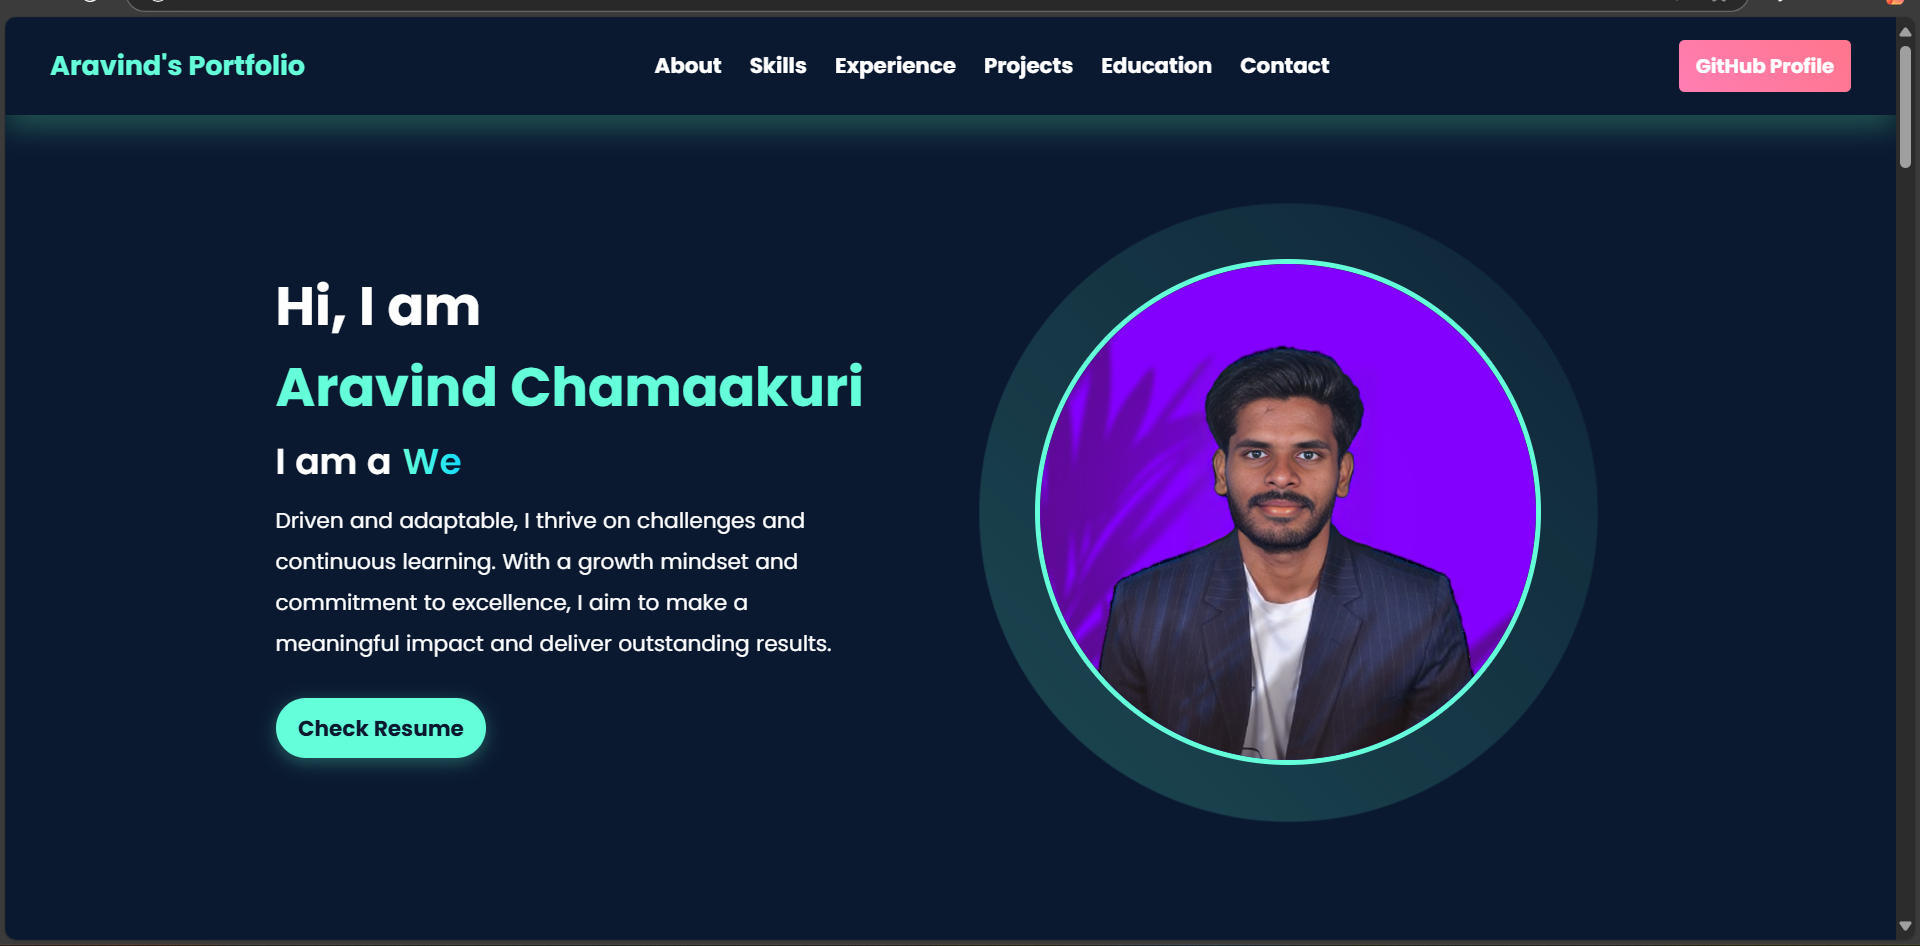 Aravind's Portfolio
About Skills Experience Projects Education Contact
GitHub Profile
Hi, I am
Aravind Chamaakuri
I am a We
Driven and adaptable, I thrive on challenges and
continuous learning. With a growth mindset and
commitment to excellence, I aim to make a
meaningful impact and deliver outstanding results.
Check Resume